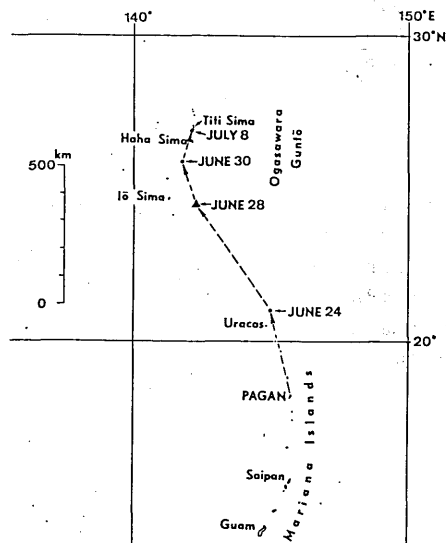 140° 150°E
30°N
Titi Sima
JULY 8
Haha Sima
Ogasawara
Guntō
km
500
JUNE 30
Iō Sima
JUNE 28
0
JUNE 24
Uracas
20°
PAGAN
Mariana Islands
Saipan
Guam